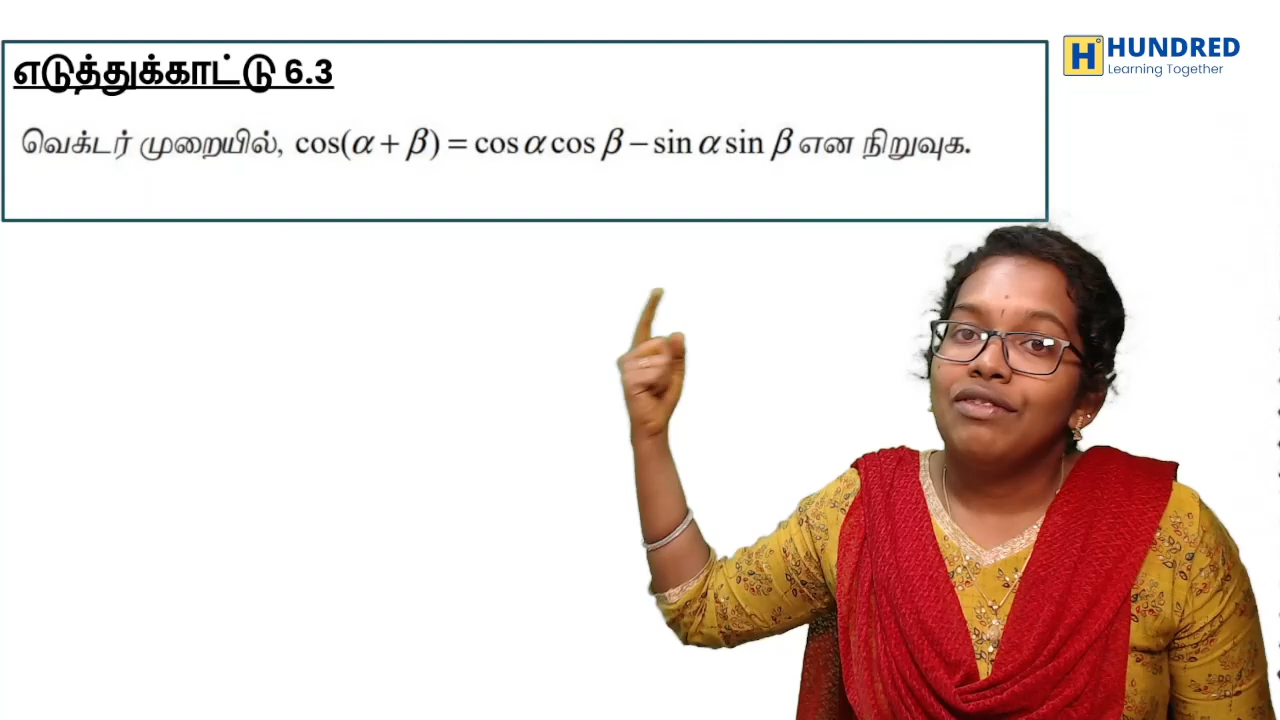 எடுத்துக்காட்டு 6.3
வெக்டர் முறையில், cos(α + β) = cos α cos β − sin α sin β என நிறுவுக.
H° HUNDRED
Learning Together